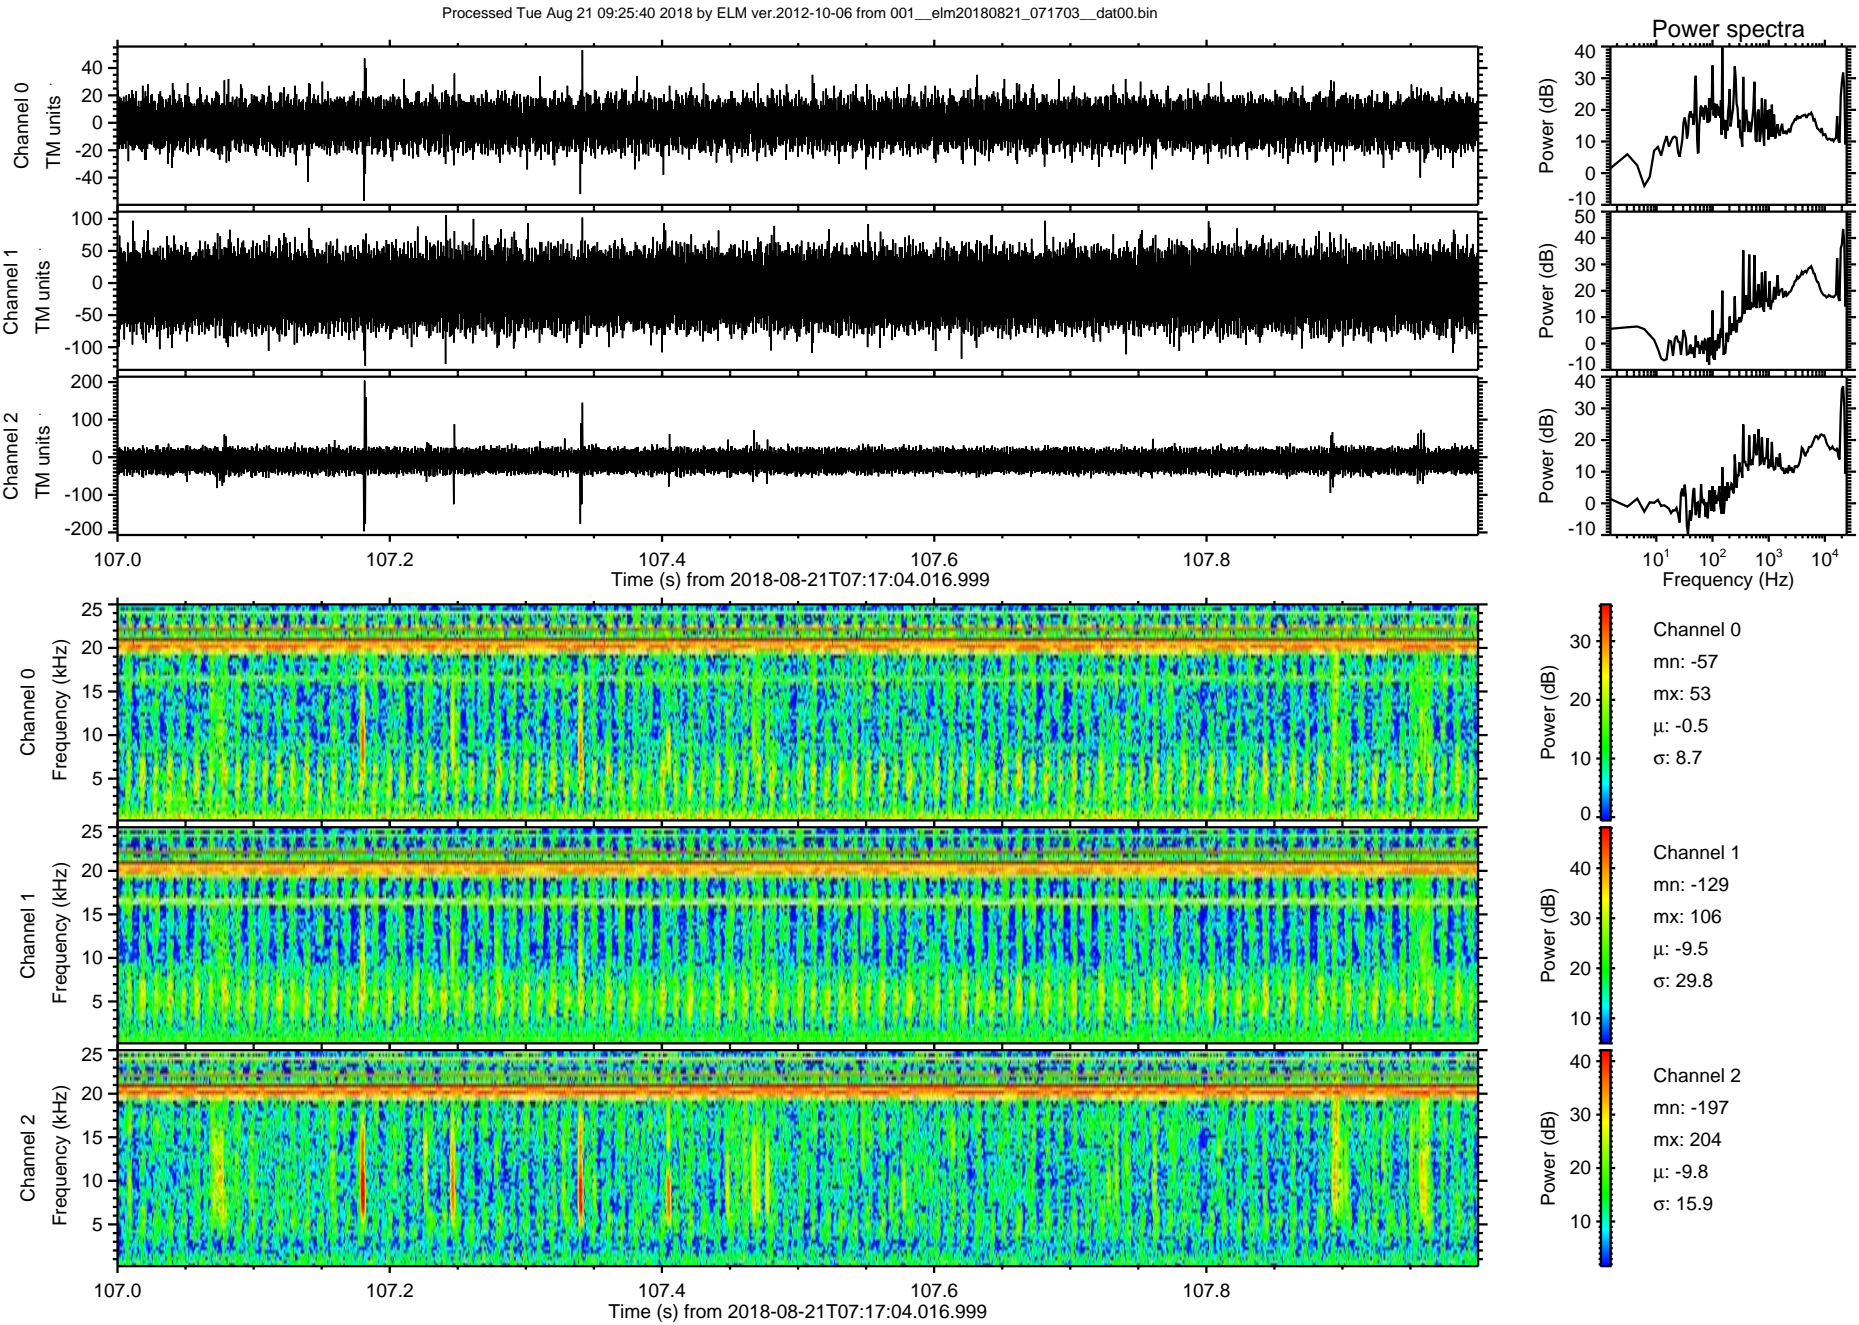 Processed Tue Aug 21 09:25:40 2018 by ELM ver.2012-10-06 from 001__elm20180821_071703__dat00.bin
Power spectra
Channel 0
TM units
40
20
0
-20
-40
Power (dB)
40
30
20
10
0
-10
Channel 1
TM units
100
50
0
-50
-100
Power (dB)
50
40
30
20
10
0
-10
Channel 2
TM units
200
100
0
-100
-200
Power (dB)
40
30
20
10
0
-10
107.0 107.2 107.4 107.6 107.8
Time (s) from 2018-08-21T07:17:04.016.999
10^1 10^2 10^3 10^4
Frequency (Hz)
Channel 0
Frequency (kHz)
25
20
15
10
5
Power (dB)
30
20
10
0
Channel 0
mn: -57
mx: 53
μ: -0.5
σ: 8.7
Channel 1
Frequency (kHz)
25
20
15
10
5
Power (dB)
40
30
20
10
Channel 1
mn: -129
mx: 106
μ: -9.5
σ: 29.8
Channel 2
Frequency (kHz)
25
20
15
10
5
Power (dB)
40
30
20
10
Channel 2
mn: -197
mx: 204
μ: -9.8
σ: 15.9
107.0 107.2 107.4 107.6 107.8
Time (s) from 2018-08-21T07:17:04.016.999